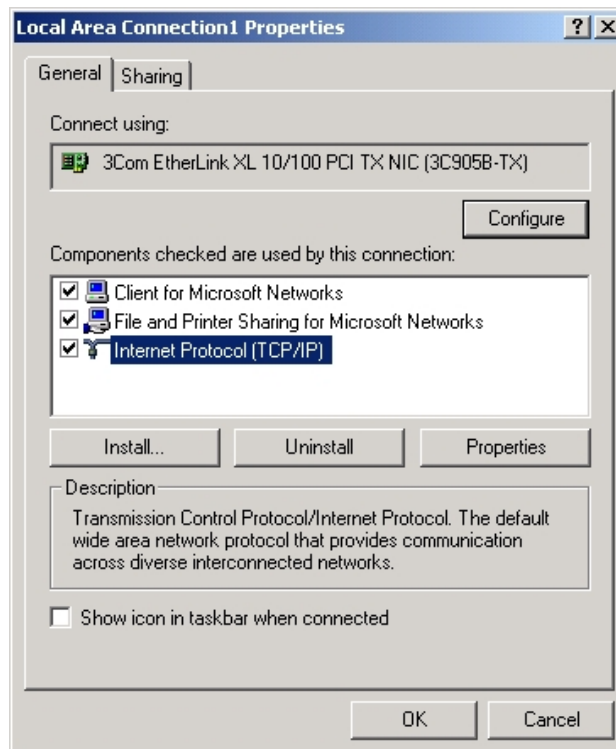 Local Area Connection1 Properties
General
Sharing
Connect using:
3Com EtherLink XL 10/100 PCI TX NIC (3C905B-TX)
Configure
Components checked are used by this connection:
Client for Microsoft Networks
File and Printer Sharing for Microsoft Networks
Internet Protocol (TCP/IP)
Install...
Uninstall
Properties
Description
Transmission Control Protocol/Internet Protocol. The default
wide area network protocol that provides communication
across diverse interconnected networks.
Show icon in taskbar when connected
OK
Cancel